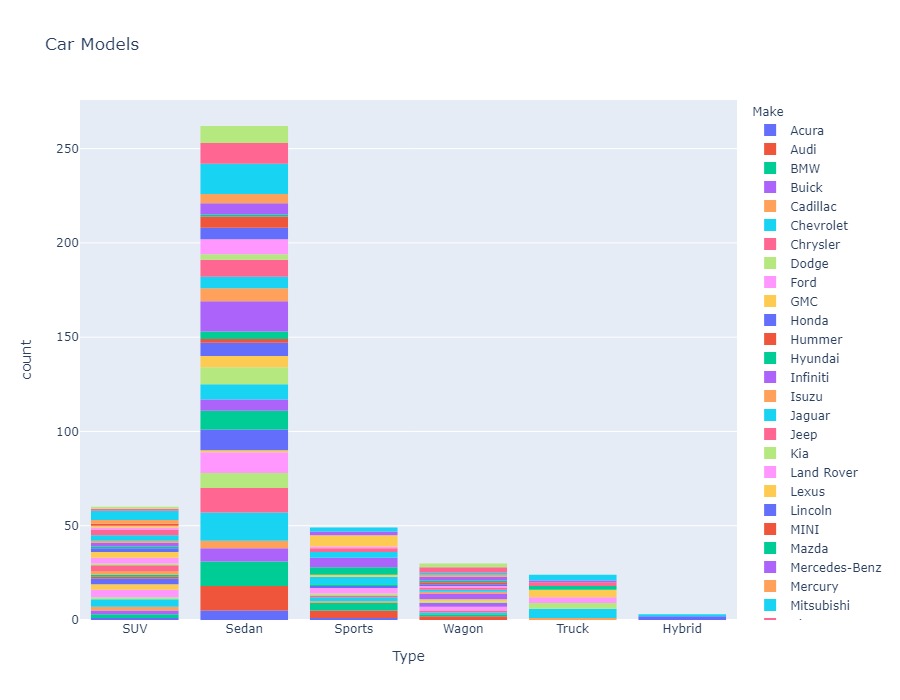 Car Models
Make
Acura
Audi
BMW
Buick
Cadillac
Chevrolet
Chrysler
Dodge
Ford
GMC
Honda
Hummer
Hyundai
Infiniti
Isuzu
Jaguar
Jeep
Kia
Land Rover
Lexus
Lincoln
MINI
Mazda
Mercedes-Benz
Mercury
Mitsubishi
250
200
150
100
50
0
count
SUV
Sedan
Sports
Wagon
Truck
Hybrid
Type